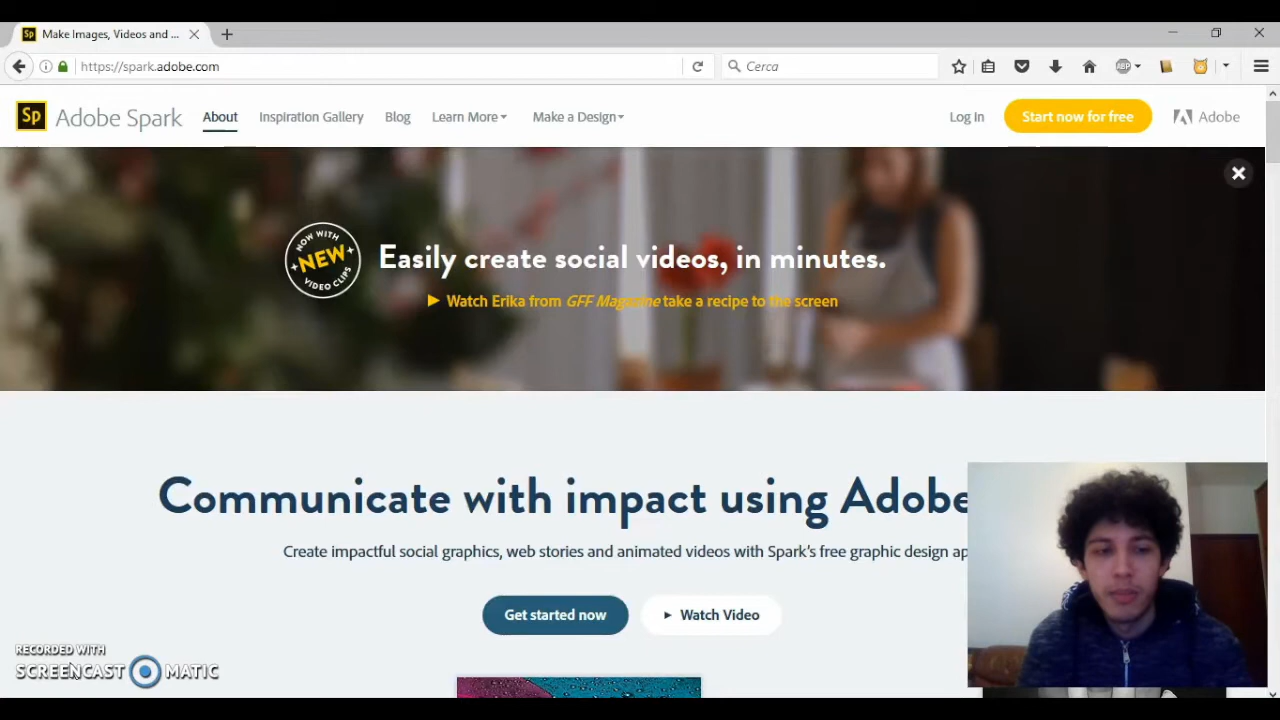 Sp Make Images, Videos and ...
https://spark.adobe.com
Cerca
ABP
Sp Adobe Spark About Inspiration Gallery Blog Learn More Make a Design Log In Start now for free Adobe
NOW WITH
NEW
VIDEO CLIPS
Easily create social videos, in minutes.
Watch Erika from GFF Magazine take a recipe to the screen
Communicate with impact using Adobe
Create impactful social graphics, web stories and animated videos with Spark's free graphic design ap
Get started now Watch Video
RECORDED WITH
SCREENCAST MATIC